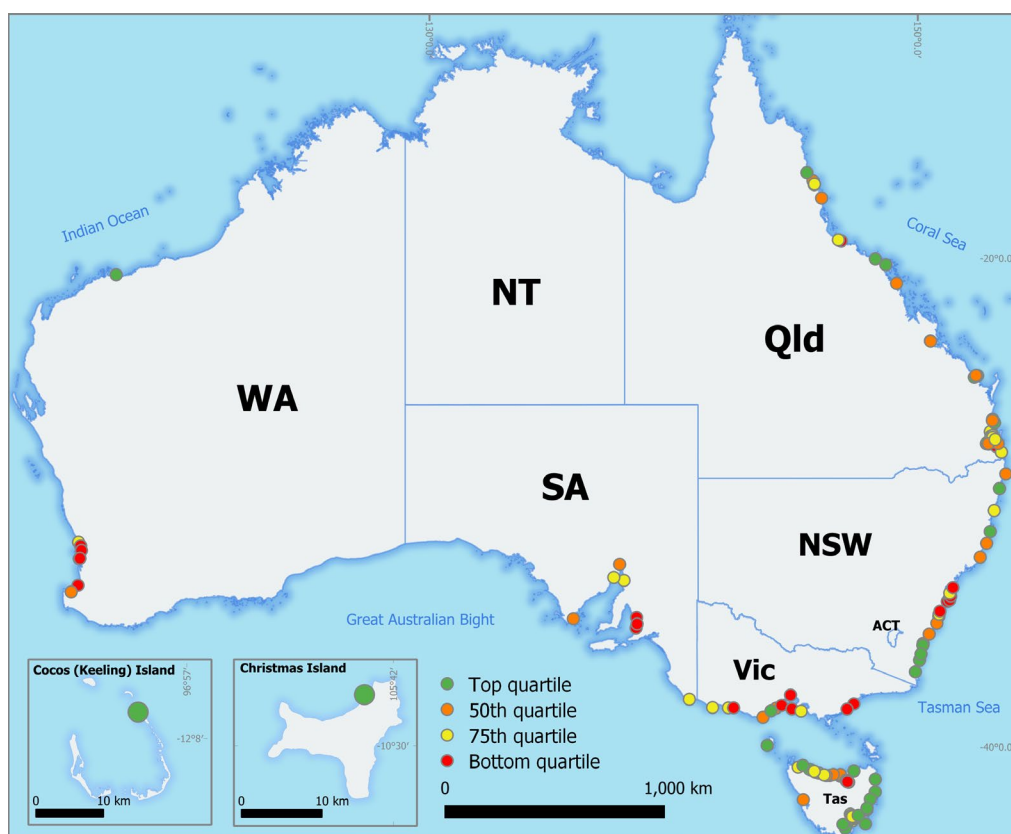 130°0.0'
150°0.0'
Indian Ocean
Coral Sea
-20°0.0
NT
Qld
WA
SA
NSW
ACT
Great Australian Bight
Vic
Tasman Sea
-40°0.0
Tas
Cocos (Keeling) Island
96°57'
-12°8'
0
10 km
Christmas Island
105°42'
-10°30'
0
10 km
Top quartile
50th quartile
75th quartile
Bottom quartile
0
1,000 km